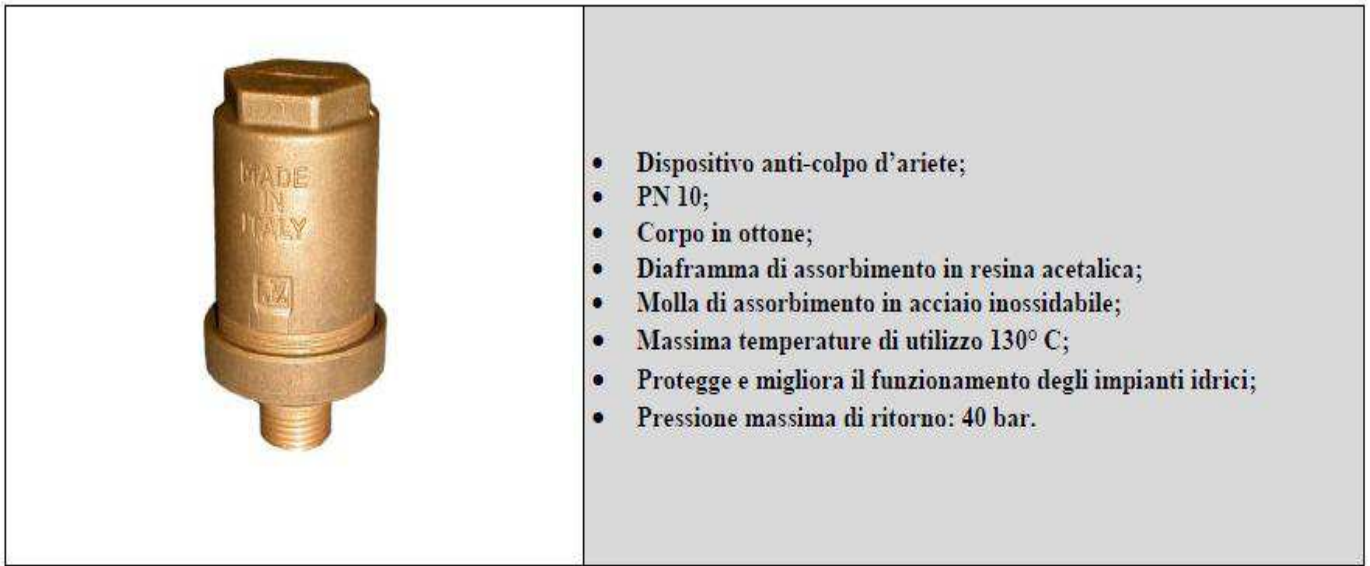 MADE
IN
ITALY
• Dispositivo anti-colpo d’ariete;
• PN 10;
• Corpo in ottone;
• Diaframma di assorbimento in resina acetalica;
• Molla di assorbimento in acciaio inossidabile;
• Massima temperature di utilizzo 130° C;
• Protegge e migliora il funzionamento degli impianti idrici;
• Pressione massima di ritorno: 40 bar.